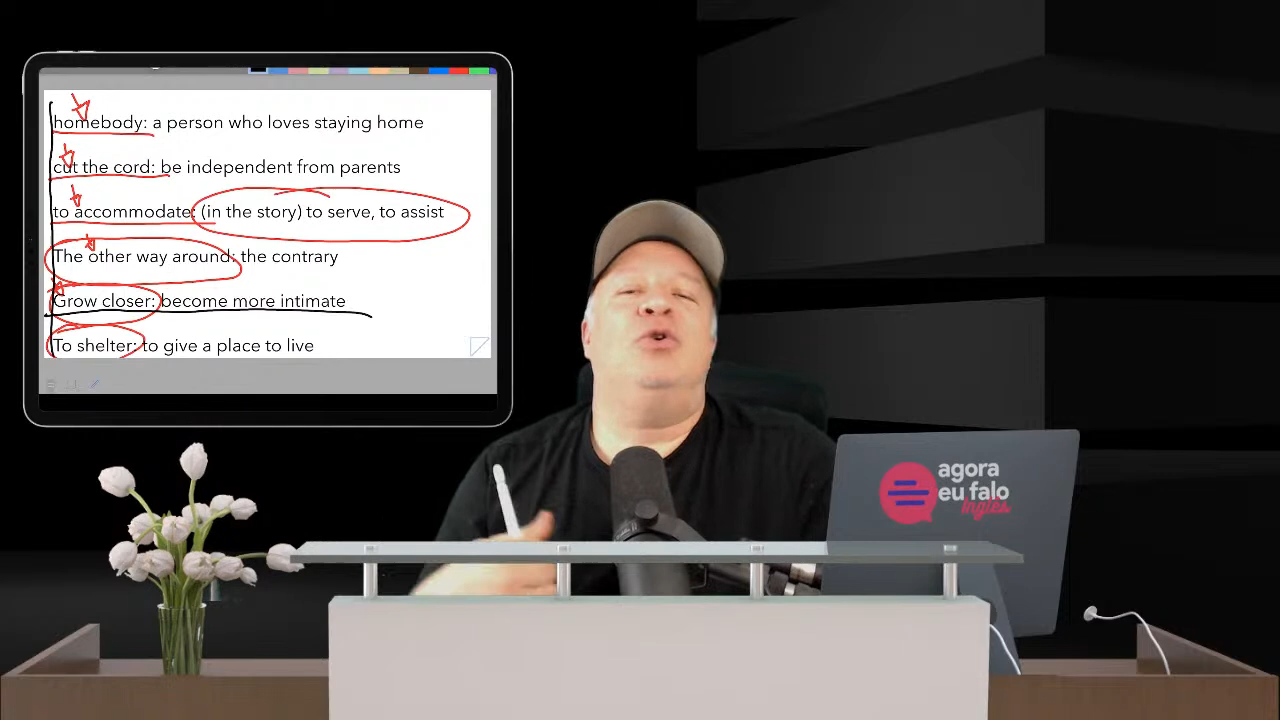 homebody: a person who loves staying home
cut the cord: be independent from parents
to accommodate: (in the story) to serve, to assist
The other way around: the contrary
Grow closer: become more intimate
To shelter: to give a place to live
agora
eu falo
inglês